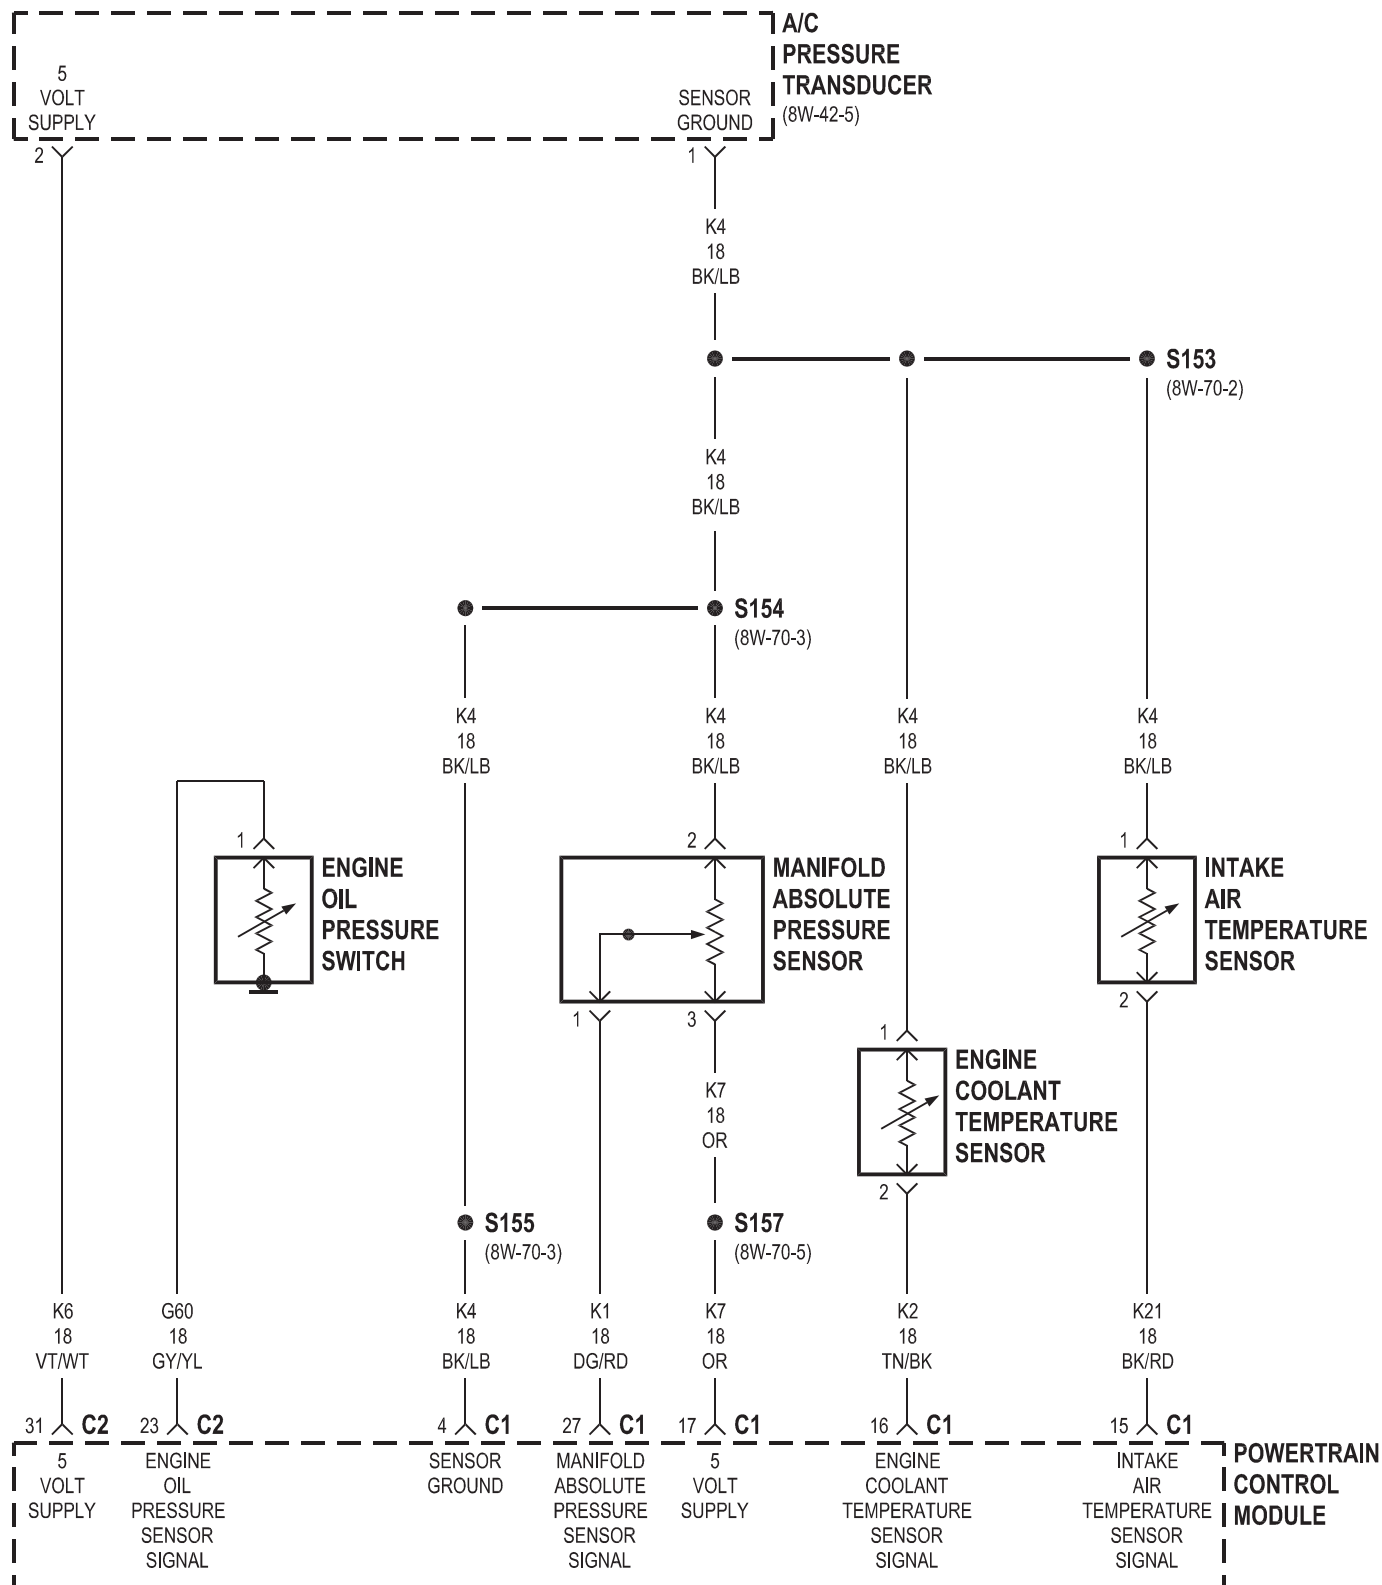 A/C
PRESSURE
TRANSDUCER
(8W-42-5)
5
VOLT
SUPPLY
SENSOR
GROUND
2
1
K4
18
BK/LB
S153
(8W-70-2)
K4
18
BK/LB
S154
(8W-70-3)
K4
18
BK/LB
K4
18
BK/LB
K4
18
BK/LB
K4
18
BK/LB
1
ENGINE
OIL
PRESSURE
SWITCH
2
MANIFOLD
ABSOLUTE
PRESSURE
SENSOR
1
3
1
INTAKE
AIR
TEMPERATURE
SENSOR
2
1
ENGINE
COOLANT
TEMPERATURE
SENSOR
2
K7
18
OR
S155
(8W-70-3)
S157
(8W-70-5)
K6
18
VT/WT
G60
18
GY/YL
K4
18
BK/LB
K1
18
DG/RD
K7
18
OR
K2
18
TN/BK
K21
18
BK/RD
31 C2
23 C2
4 C1
27 C1
17 C1
16 C1
15 C1
5
VOLT
SUPPLY
ENGINE
OIL
PRESSURE
SENSOR
SIGNAL
SENSOR
GROUND
MANIFOLD
ABSOLUTE
PRESSURE
SENSOR
SIGNAL
5
VOLT
SUPPLY
ENGINE
COOLANT
TEMPERATURE
SENSOR
SIGNAL
INTAKE
AIR
TEMPERATURE
SENSOR
SIGNAL
POWERTRAIN
CONTROL
MODULE